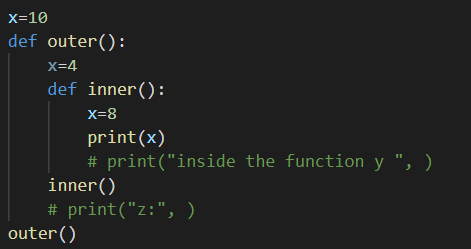 x=10
def outer():
    x=4
    def inner():
        x=8
        print(x)
        # print("inside the function y ", )
    inner()
    # print("z:", )
outer()